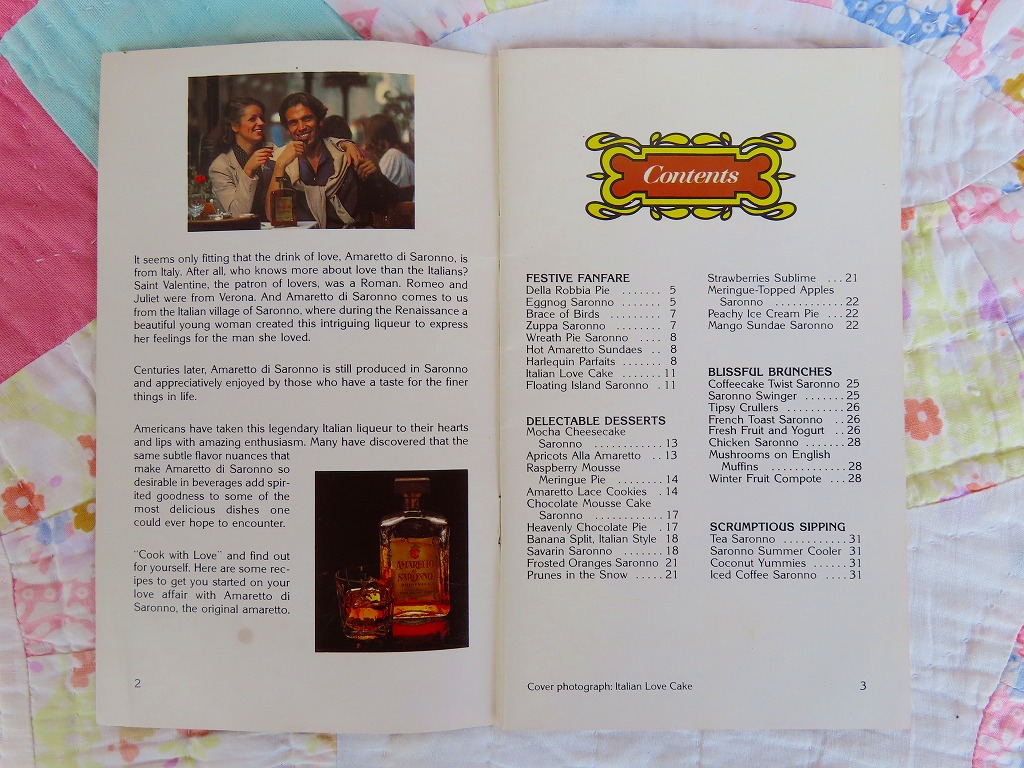 It seems only fitting that the drink of love, Amaretto di Saronno, is
from Italy. After all, who knows more about love than the Italians?
Saint Valentine, the patron of lovers, was a Roman. Romeo and
Juliet were from Verona. And Amaretto di Saronno comes to us
from the Italian village of Saronno, where during the Renaissance a
beautiful young woman created this intriguing liqueur to express
her feelings for the man she loved.
Centuries later, Amaretto di Saronno is still produced in Saronno
and appreciatively enjoyed by those who have a taste for the finer
things in life.
Americans have taken this legendary Italian liqueur to their hearts
and lips with amazing enthusiasm. Many have discovered that the
same subtle flavor nuances that
make Amaretto di Saronno so
desirable in beverages add spir-
ited goodness to some of the
most delicious dishes one
could ever hope to encounter.
"Cook with Love" and find out
for yourself. Here are some rec-
ipes to get you started on your
love affair with Amaretto di
Saronno, the original amaretto.
AMARETTO
di
SARONNO
2
Contents
FESTIVE FANFARE
Della Robbia Pie ....... 5
Eggnog Saronno ....... 5
Brace of Birds ......... 7
Zuppa Saronno ........ 7
Wreath Pie Saronno .... 8
Hot Amaretto Sundaes .. 8
Harlequin Parfaits ...... 8
Italian Love Cake ....... 11
Floating Island Saronno . 11
DELECTABLE DESSERTS
Mocha Cheesecake
Saronno ............ 13
Apricots Alla Amaretto .. 13
Raspberry Mousse
Meringue Pie ........ 14
Amaretto Lace Cookies . 14
Chocolate Mousse Cake
Saronno ............ 17
Heavenly Chocolate Pie . 17
Banana Split, Italian Style 18
Savarin Saronno ....... 18
Frosted Oranges Saronno 21
Prunes in the Snow ..... 21
Strawberries Sublime ... 21
Meringue-Topped Apples
Saronno ............ 22
Peachy Ice Cream Pie ... 22
Mango Sundae Saronno 22
BLISSFUL BRUNCHES
Coffeecake Twist Saronno 25
Saronno Swinger ....... 25
Tipsy Crullers .......... 26
French Toast Saronno .. 26
Fresh Fruit and Yogurt .. 26
Chicken Saronno ....... 28
Mushrooms on English
Muffins ............. 28
Winter Fruit Compote ... 28
SCRUMPTIOUS SIPPING
Tea Saronno ........... 31
Saronno Summer Cooler 31
Coconut Yummies ...... 31
Iced Coffee Saronno .... 31
Cover photograph: Italian Love Cake
3